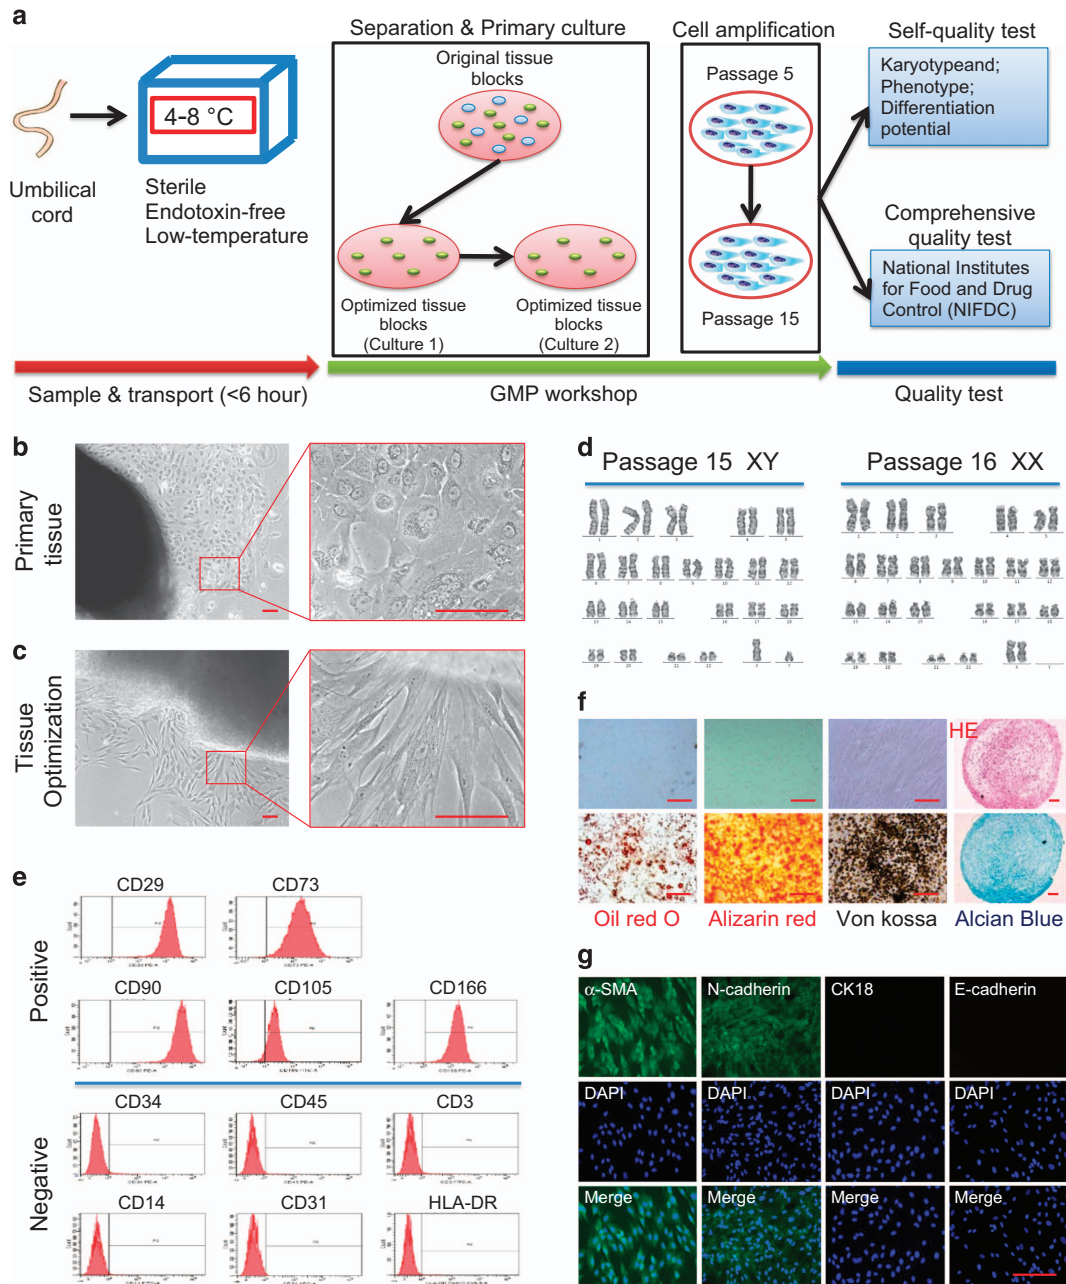 a
Separation & Primary culture
Cell amplification
Self-quality test
Original tissue
blocks
Passage 5
Karyotypeand;
Phenotype;
Differentiation
potential
4-8 °C
Umbilical
cord
Sterile
Endotoxin-free
Low-temperature
Comprehensive
quality test
National Institutes
for Food and Drug
Control (NIFDC)
Optimized tissue
blocks
(Culture 1)
Optimized tissue
blocks
(Culture 2)
Passage 15
Sample & transport (<6 hour)
GMP workshop
Quality test
b
Primary
tissue
c
Tissue
Optimization
d
Passage 15 XY
Passage 16 XX
e
Positive
CD29
CD73
CD90
CD105
CD166
Negative
CD34
CD45
CD3
CD14
CD31
HLA-DR
f
HE
Oil red O
Alizarin red
Von kossa
Alcian Blue
g
α-SMA
N-cadherin
CK18
E-cadherin
DAPI
DAPI
DAPI
DAPI
Merge
Merge
Merge
Merge